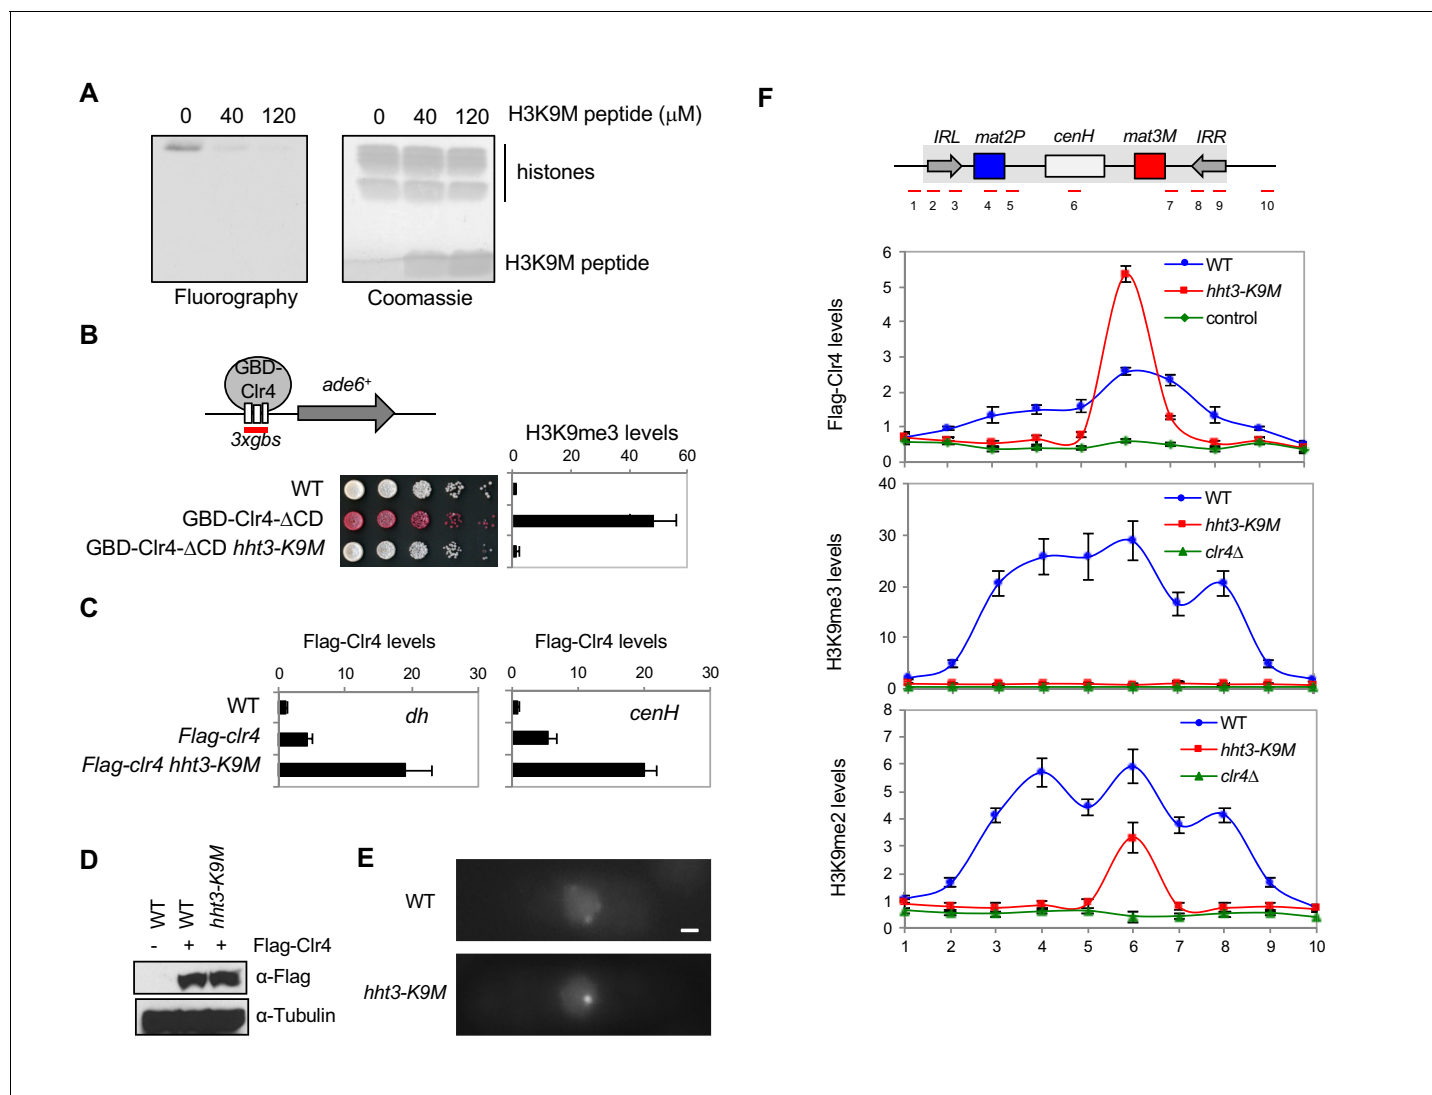 A
0 40 120 0 40 120 H3K9M peptide (μM)
histones
H3K9M peptide
Fluorography Coomassie
B
GBD-
Clr4
ade6+
3xgbs
H3K9me3 levels
0 20 40 60
WT
GBD-Clr4-ΔCD
GBD-Clr4-ΔCD hht3-K9M
C
Flag-Clr4 levels Flag-Clr4 levels
0 10 20 30 0 10 20 30
WT
Flag-clr4
Flag-clr4 hht3-K9M
dh cenH
D
WT WT hht3-K9M
- + + Flag-Clr4
α-Flag
α-Tubulin
E
WT
hht3-K9M
F
IRL mat2P cenH mat3M IRR
1 2 3 4 5 6 7 8 9 10
Flag-Clr4 levels
6
5
4
3
2
1
0
WT
hht3-K9M
control
H3K9me3 levels
40
30
20
10
0
WT
hht3-K9M
clr4Δ
H3K9me2 levels
8
7
6
5
4
3
2
1
0
WT
hht3-K9M
clr4Δ
1 2 3 4 5 6 7 8 9 10